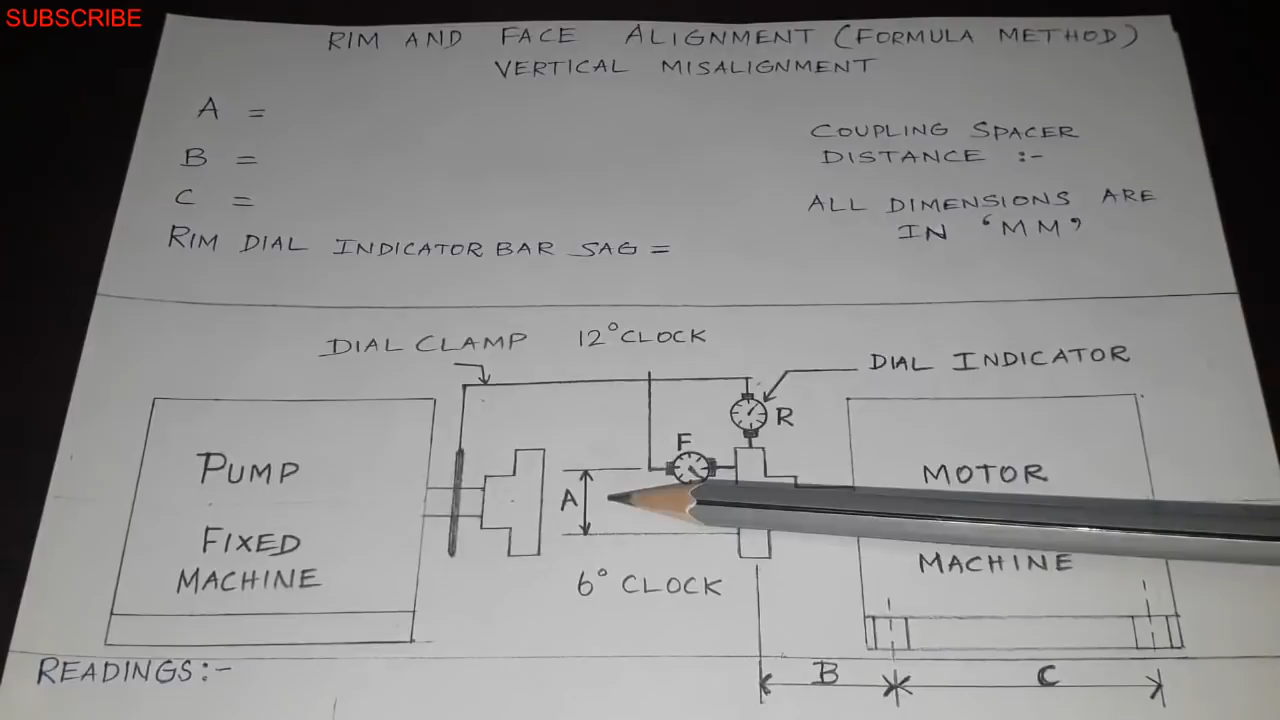 SUBSCRIBE
RIM AND FACE ALIGNMENT (FORMULA METHOD)
VERTICAL MISALIGNMENT
A =
B =
C =
RIM DIAL INDICATOR BAR SAG =
COUPLING SPACER
DISTANCE :-
ALL DIMENSIONS ARE
IN 'MM'
DIAL CLAMP
12° CLOCK
DIAL INDICATOR
R
F
A
PUMP
FIXED
MACHINE
6° CLOCK
MOTOR
MACHINE
B
C
READINGS:-